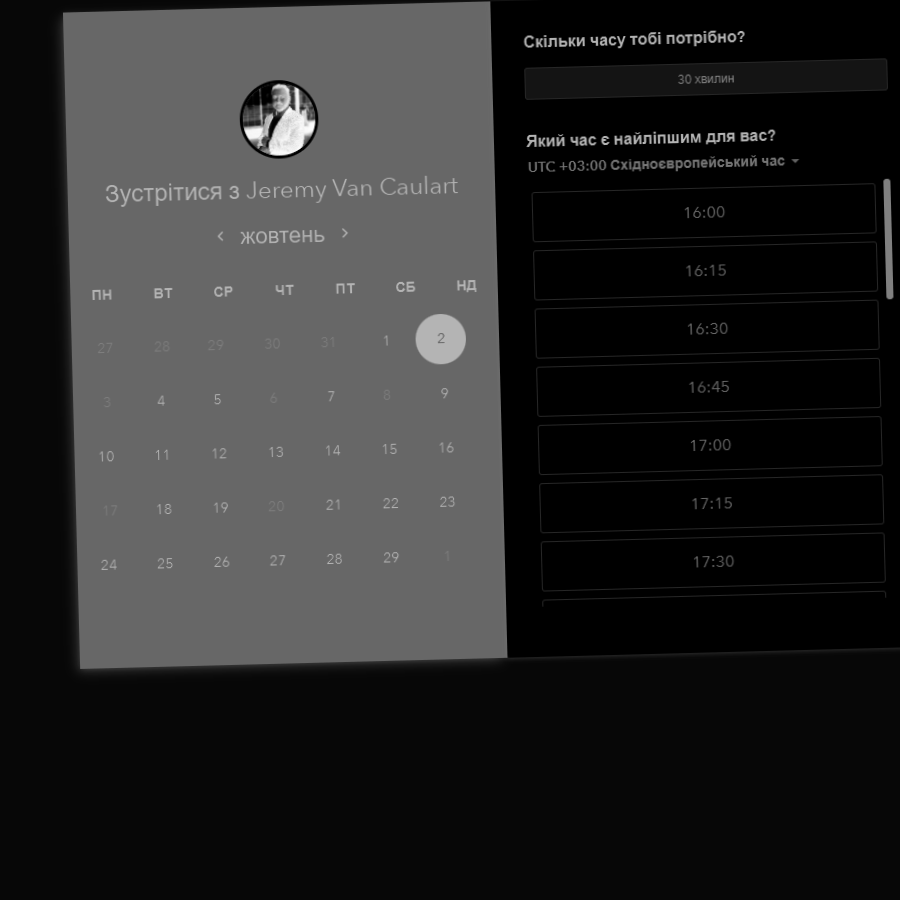 Зустрітися з Jeremy Van Caulart
жовтень
ПН ВТ СР ЧТ ПТ СБ НД
27 28 29 30 31 1 2
3 4 5 6 7 8 9
10 11 12 13 14 15 16
17 18 19 20 21 22 23
24 25 26 27 28 29 1
Скільки часу тобі потрібно?
30 хвилин
Який час є найліпшим для вас?
UTC +03:00 Східноєвропейський час
16:00
16:15
16:30
16:45
17:00
17:15
17:30